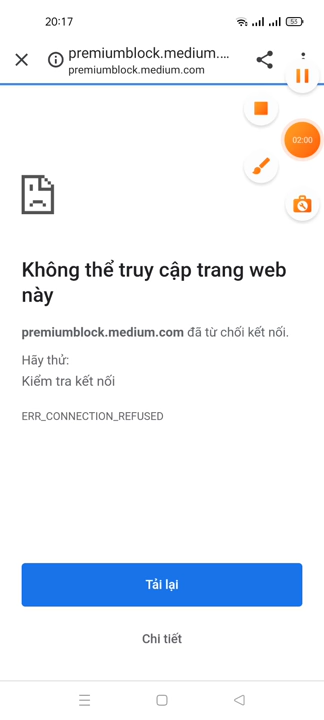 20:17
53
premiumblock.medium....
premiumblock.medium.com
02:00
Không thể truy cập trang web
này
premiumblock.medium.com đã từ chối kết nối.
Hãy thử:
Kiểm tra kết nối
ERR_CONNECTION_REFUSED
Tải lại
Chi tiết